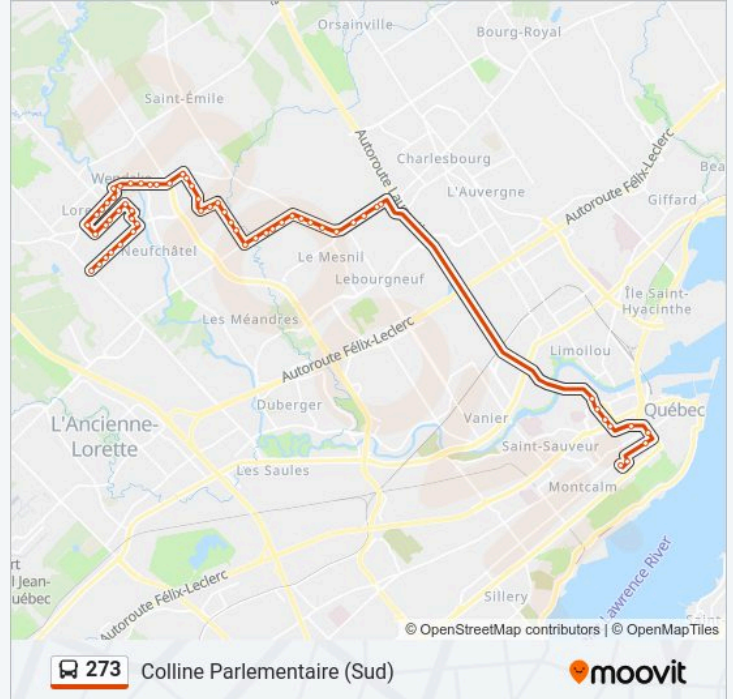 Orsainville
Bourg-Royal
Saint-Émile
Autoroute Félix-Leclerc
Charlesbourg
L'Auvergne
Giffard
Neufchâtel
Le Mesnil
Lebourgneuf
Île Saint-
Hyacinthe
Les Méandres
Autoroute Félix-Leclerc
Limoilou
Duberger
Vanier
Québec
L'Ancienne-
Lorette
Saint-Sauveur
Les Saules
Montcalm
Jean-
Autoroute Félix-Leclerc
Sillery
Lawrence River
© OpenStreetMap contributors | © OpenMapTiles
273 Colline Parlementaire (Sud)
moovit